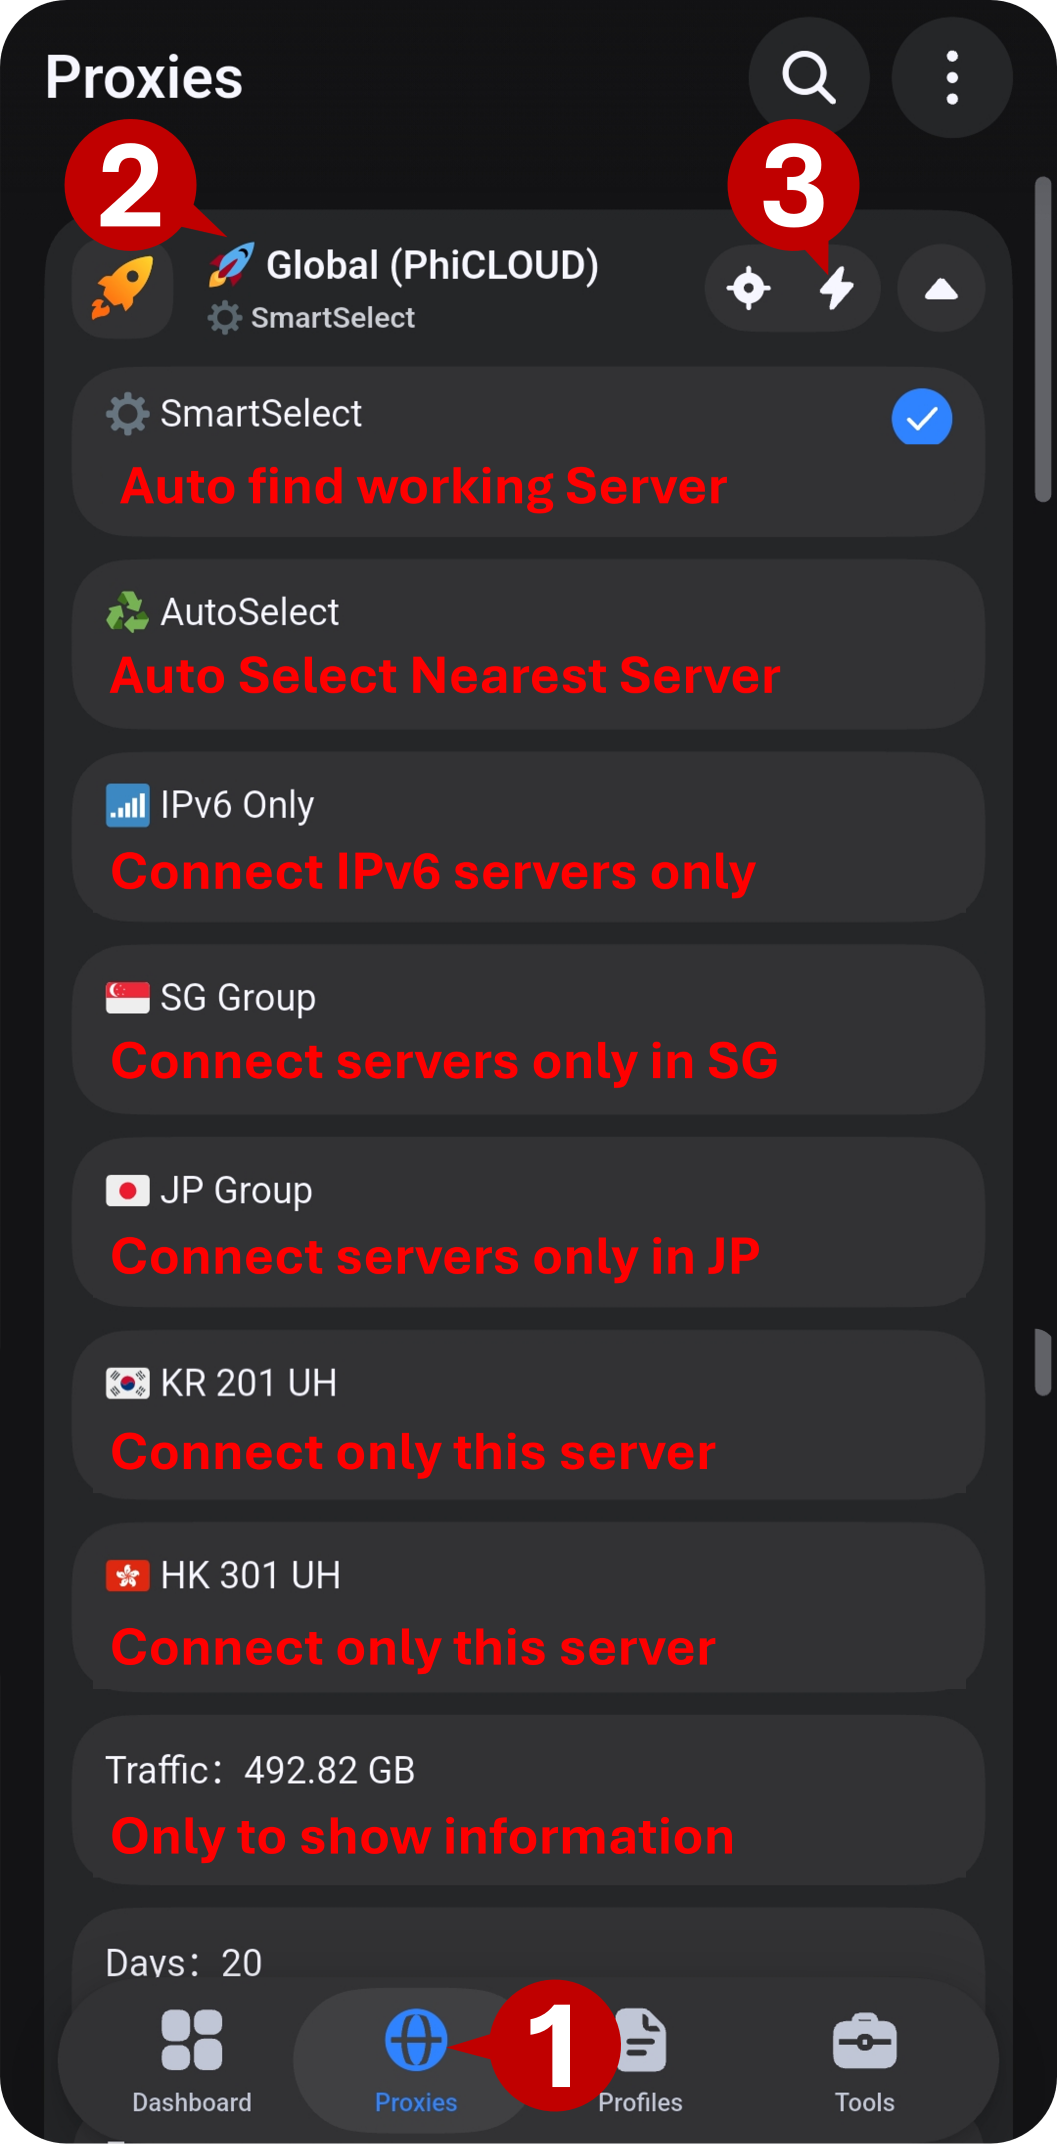 Proxies
2
3
Global (PhiCLOUD)
SmartSelect
SmartSelect
Auto find working Server
AutoSelect
Auto Select Nearest Server
IPv6 Only
Connect IPv6 servers only
SG Group
Connect servers only in SG
JP Group
Connect servers only in JP
KR 201 UH
Connect only this server
HK 301 UH
Connect only this server
Traffic： 492.82 GB
Only to show information
Days： 20
1
Dashboard
Proxies
Profiles
Tools